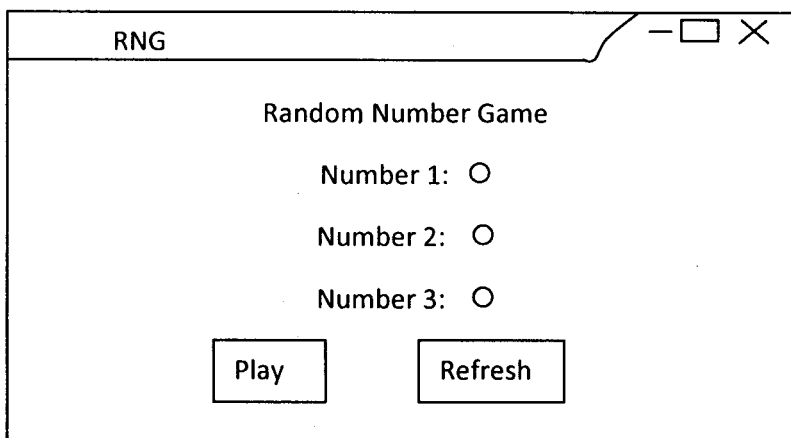 RNG
Random Number Game
Number 1:
Number 2:
Number 3:
Play Refresh